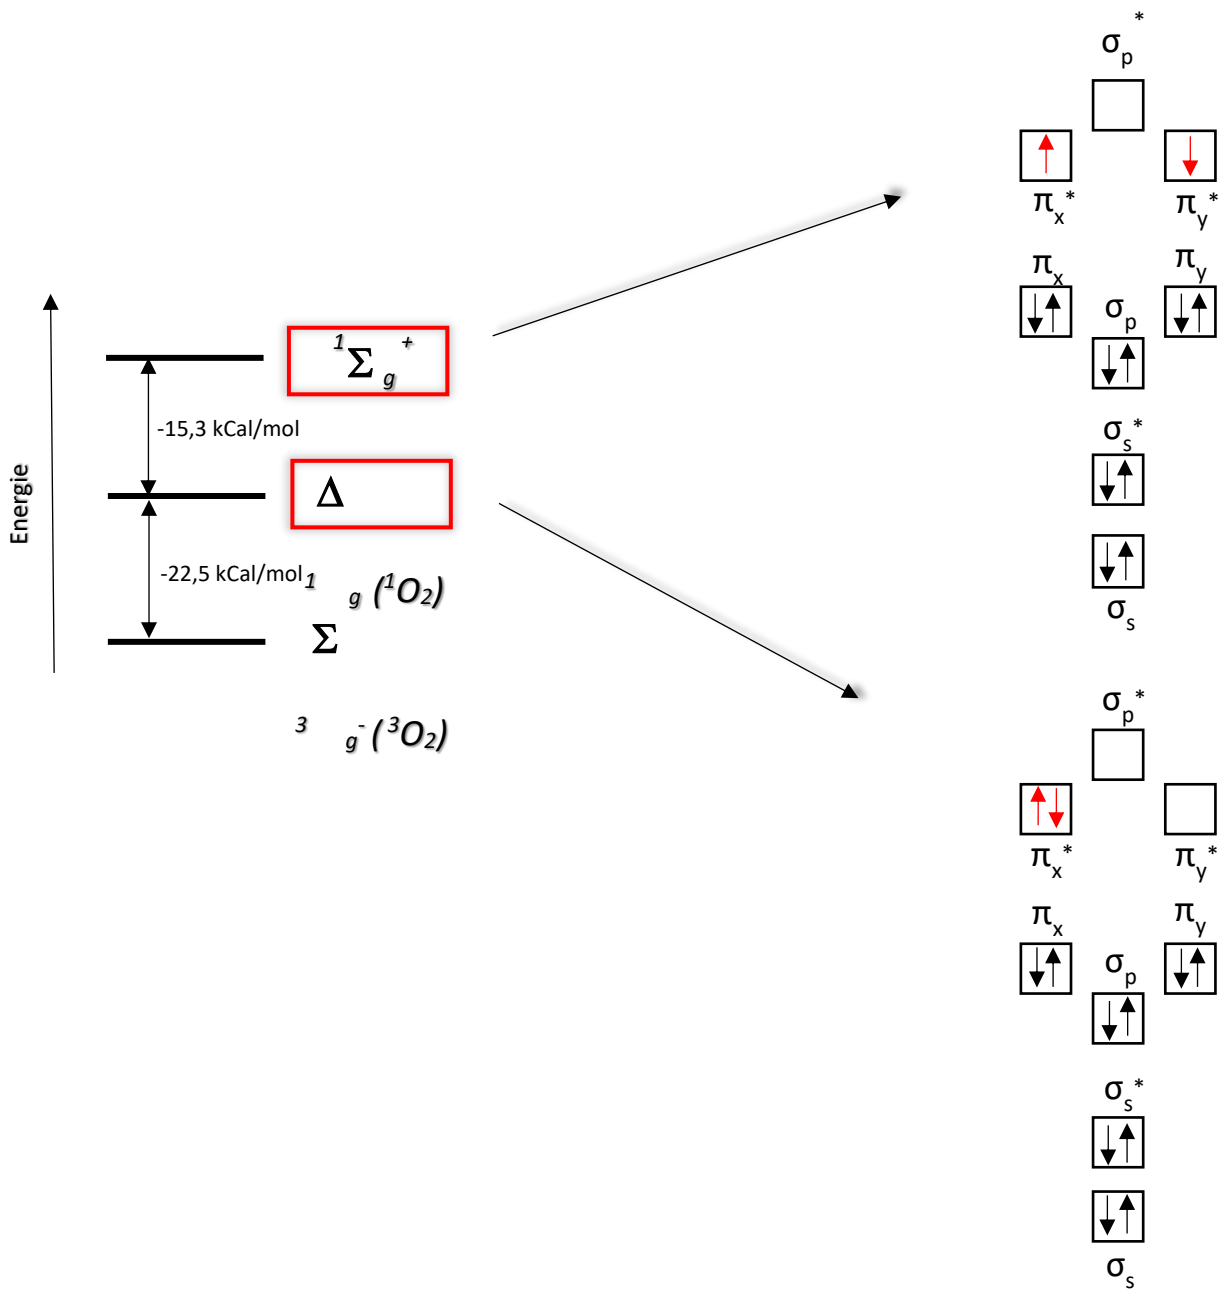 Energie
1Σg+
-15,3 kCal/mol
Δ
-22,5 kCal/mol
1 g (1O2)
Σ
3 g- (3O2)
σp*
πx* πy*
πx πy
σp
σs*
σs
σp*
πx* πy*
πx πy
σp
σs*
σs